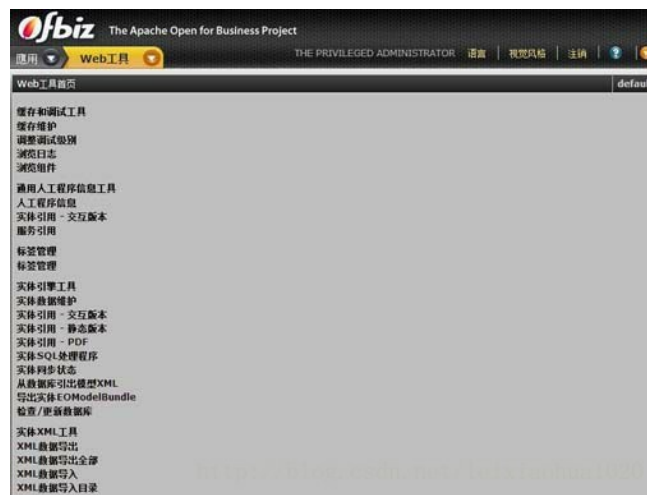 Ofbiz The Apache Open for Business Project
應用 Web工具 THE PRIVILEGED ADMINISTRATOR 语言 | 视觉风格 | 注销 | ?
Web工具首页 defau
缓存和调试工具
缓存维护
调整调试级别
浏览日志
浏览组件
通用人工程序信息工具
人工程序信息
实体引用 - 交互版本
服务引用
标签管理
标签管理
实体引擎工具
实体数据维护
实体引用 - 交互版本
实体引用 - 静态版本
实体引用 - PDF
实体SQL处理程序
实体同步状态
从数据库引出模型XML
导出实体EOModelBundle
检查/更新数据库
实体XML工具
XML数据导出
XML数据导出全部
XML数据导入
XML数据导入目录